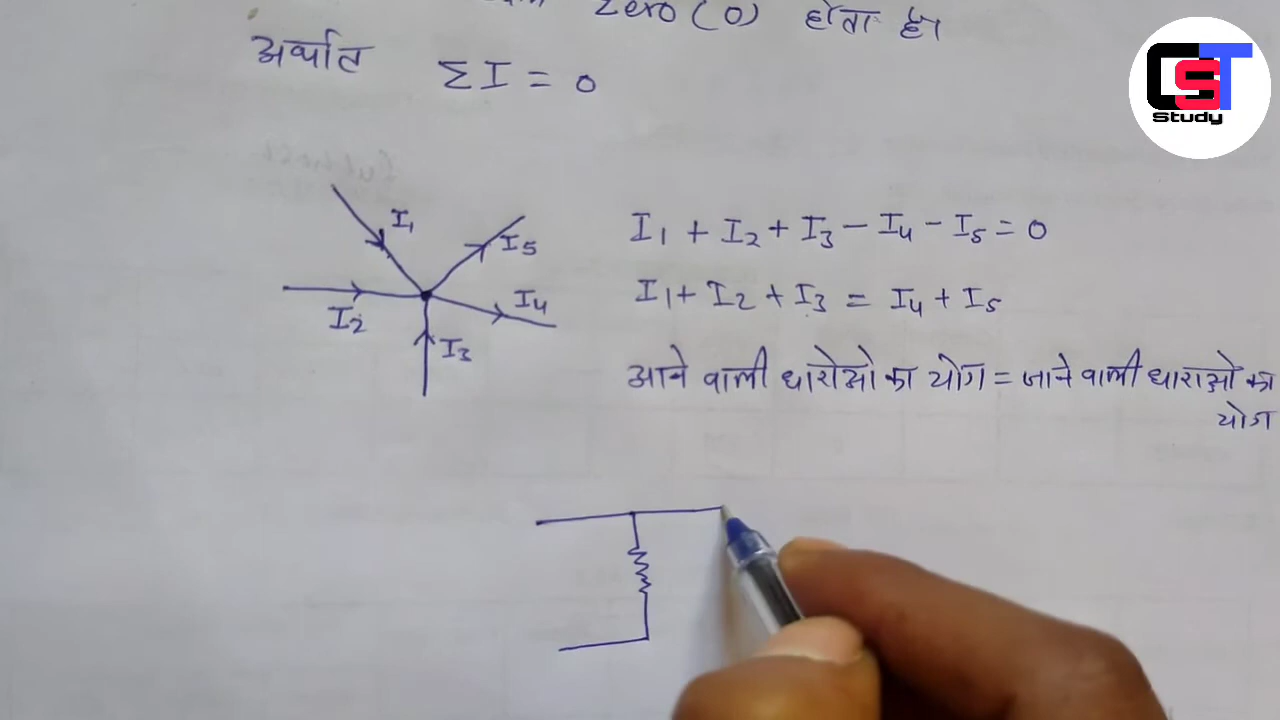 Zero (0) होता है।
अर्थात ΣI = 0
CST
Study
I₁
I₅
I₂
I₄
I₃
I₁ + I₂ + I₃ − I₄ − I₅ = 0
I₁ + I₂ + I₃ = I₄ + I₅
आने वाली धारोओ का योग = जाने वाली धाराओ का
योग